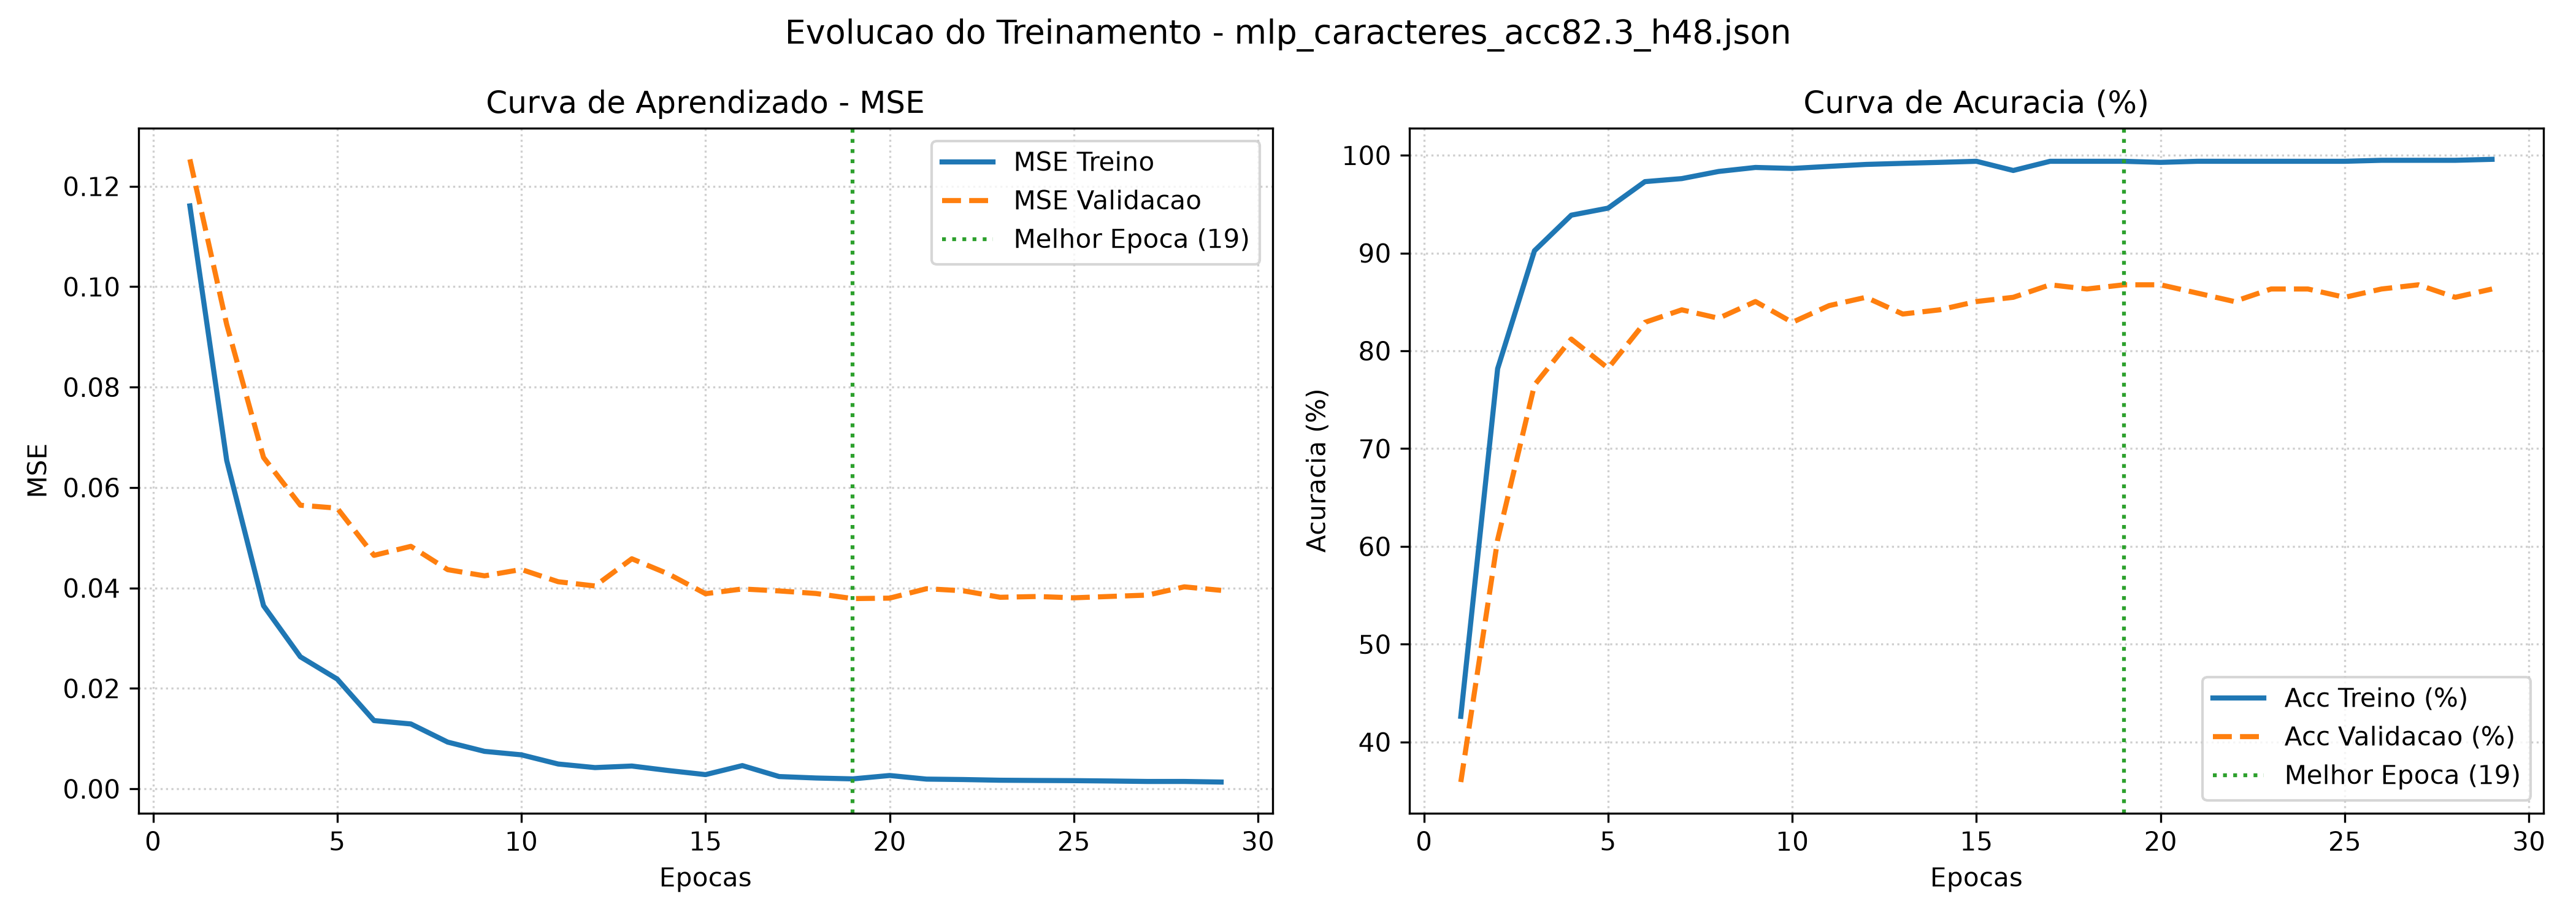 Evolucao do Treinamento - mlp_caracteres_acc82.3_h48.json
Curva de Aprendizado - MSE
MSE
0.12
0.10
0.08
0.06
0.04
0.02
0.00
0 5 10 15 20 25 30
Epocas
MSE Treino
MSE Validacao
Melhor Epoca (19)
Curva de Acuracia (%)
Acuracia (%)
100
90
80
70
60
50
40
0 5 10 15 20 25 30
Epocas
Acc Treino (%)
Acc Validacao (%)
Melhor Epoca (19)